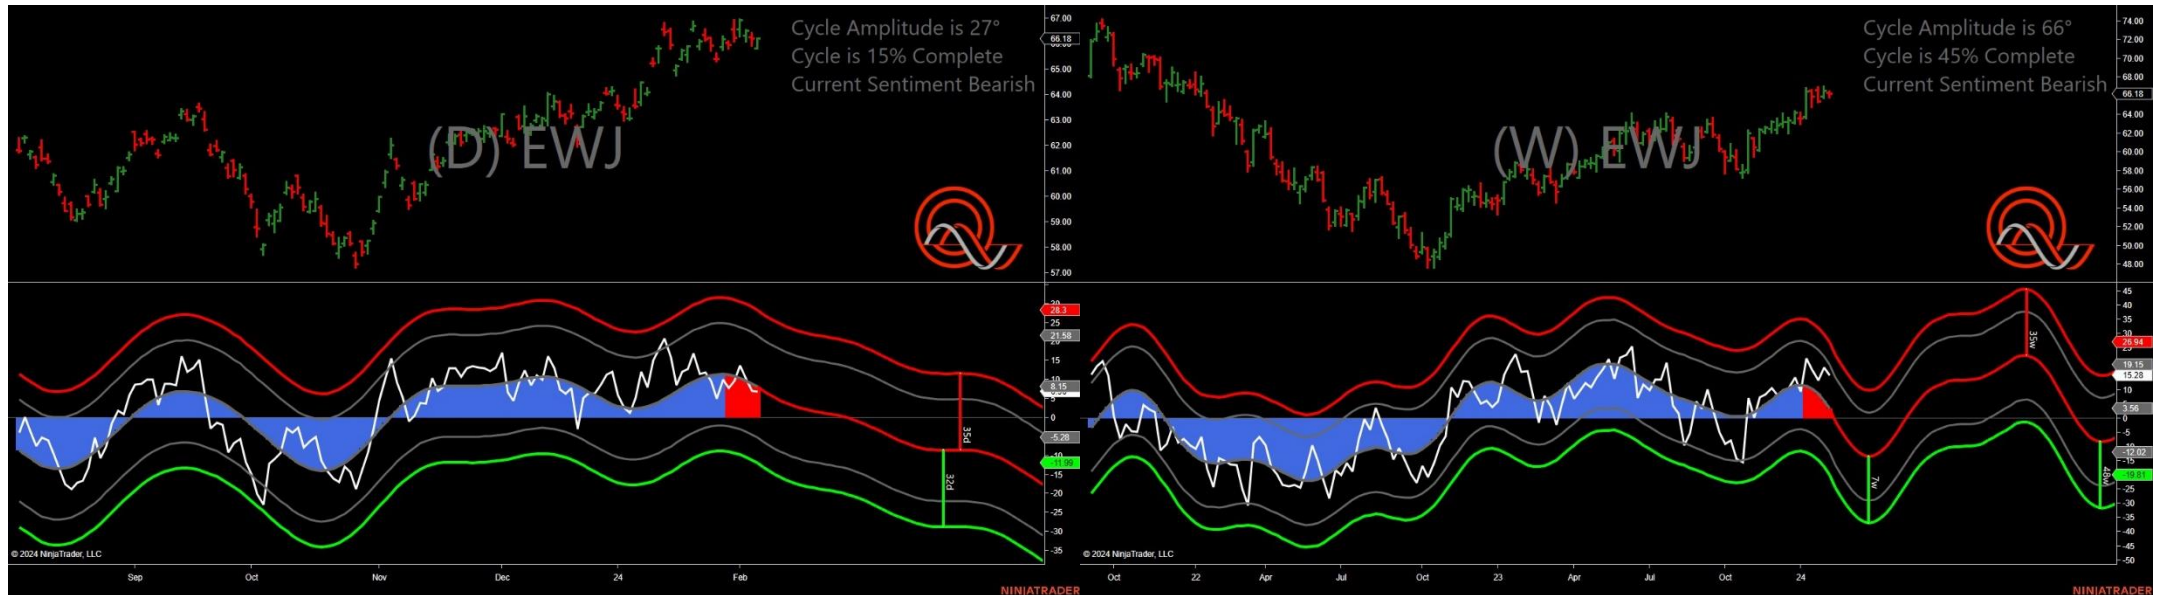 Cycle Amplitude is 27°
Cycle is 15% Complete
Current Sentiment Bearish
(D) EWJ
67.00
66.18
65.00
64.00
63.00
62.00
61.00
60.00
59.00
58.00
57.00
28.3
25
21.58
15
10
8.15
5
0
-5.28
-11.99
-15
-20
-25
-30
-35
35d
32d
© 2024 NinjaTrader, LLC
Sep
Oct
Nov
Dec
24
Feb
NINJATRADER
Cycle Amplitude is 66°
Cycle is 45% Complete
Current Sentiment Bearish
(W) EWJ
74.00
72.00
70.00
68.00
66.18
64.00
62.00
60.00
58.00
56.00
54.00
52.00
50.00
48.00
45
40
35
30
26.94
19.15
15.28
10
3.56
0
-5
-12.02
-15
-19.81
-25
-30
-35
-40
-45
-50
35w
7w
48w
© 2024 NinjaTrader, LLC
Oct
22
Apr
Jul
Oct
23
Apr
Jul
Oct
24
NINJATRADER